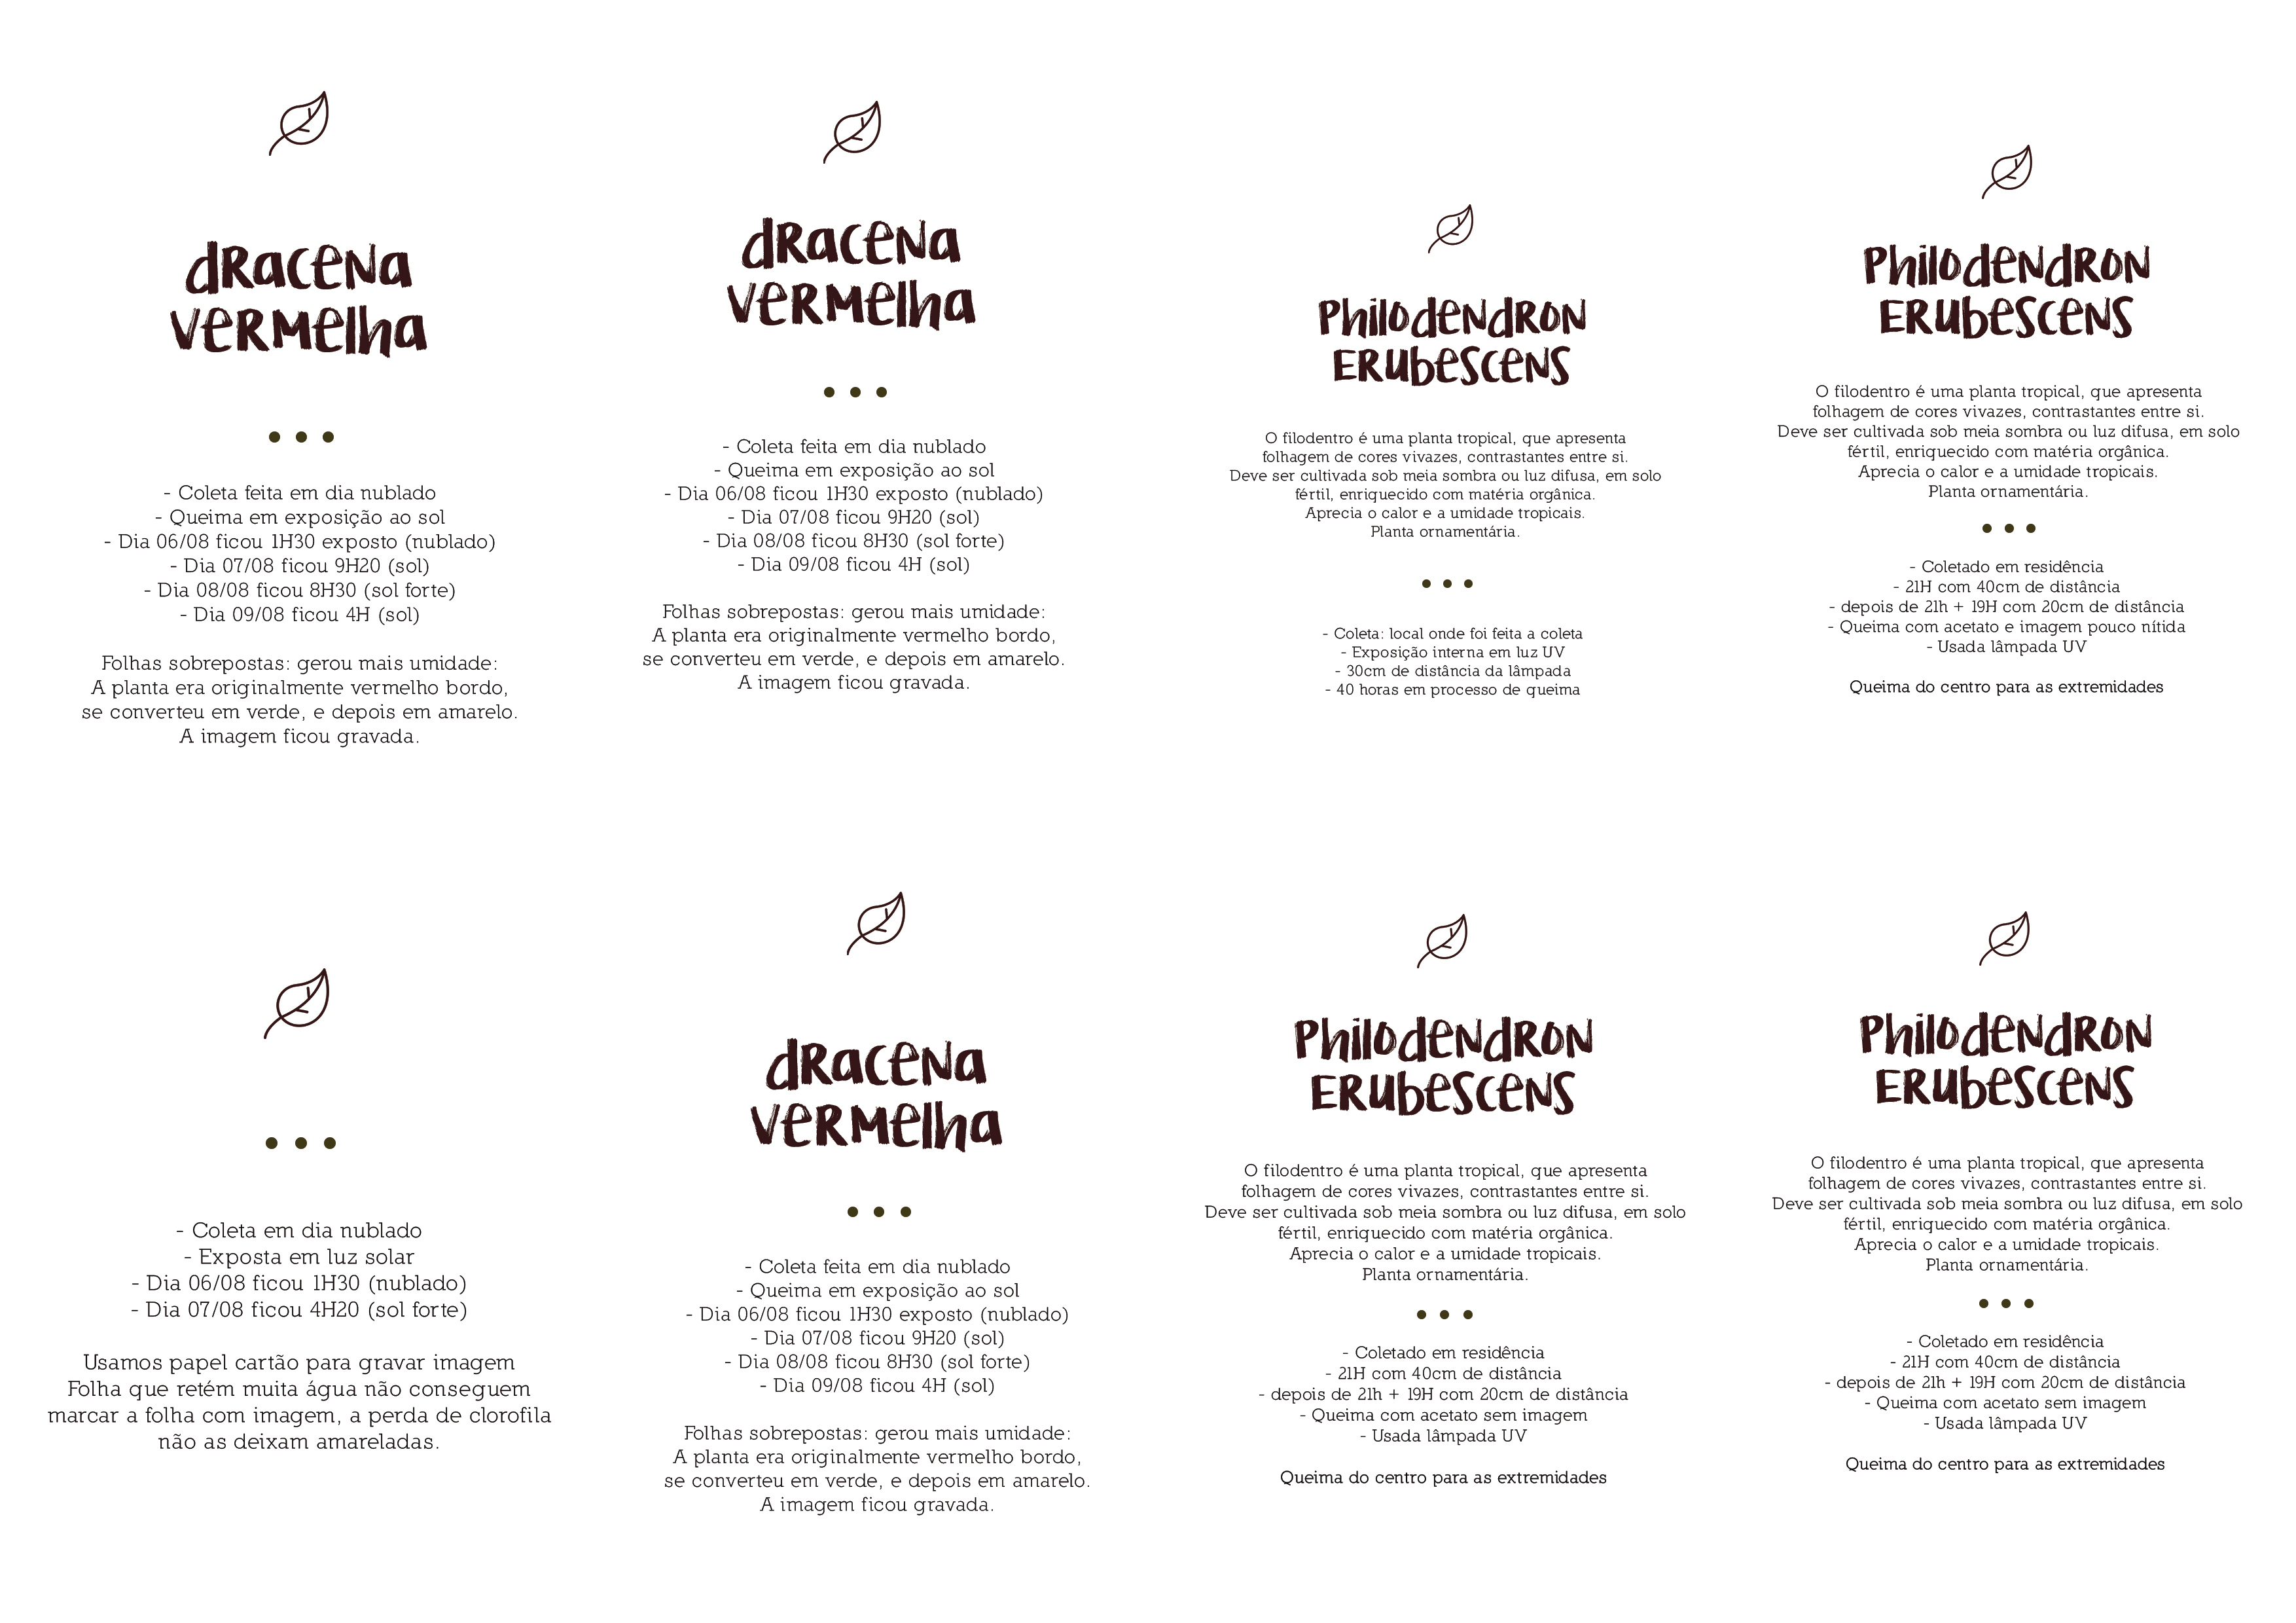 dRaceNa
veRMelha
- Coleta feita em dia nublado
- Queima em exposição ao sol
- Dia 06/08 ficou 1H30 exposto (nublado)
- Dia 07/08 ficou 9H20 (sol)
- Dia 08/08 ficou 8H30 (sol forte)
- Dia 09/08 ficou 4H (sol)
Folhas sobrepostas: gerou mais umidade:
A planta era originalmente vermelho bordo,
se converteu em verde, e depois em amarelo.
A imagem ficou gravada.
dRaceNa
veRMelha
- Coleta feita em dia nublado
- Queima em exposição ao sol
- Dia 06/08 ficou 1H30 exposto (nublado)
- Dia 07/08 ficou 9H20 (sol)
- Dia 08/08 ficou 8H30 (sol forte)
- Dia 09/08 ficou 4H (sol)
Folhas sobrepostas: gerou mais umidade:
A planta era originalmente vermelho bordo,
se converteu em verde, e depois em amarelo.
A imagem ficou gravada.
PhilodeNdRON
ERUbesceNS
O filodentro é uma planta tropical, que apresenta
folhagem de cores vivazes, contrastantes entre si.
Deve ser cultivada sob meia sombra ou luz difusa, em solo
fértil, enriquecido com matéria orgânica.
Aprecia o calor e a umidade tropicais.
Planta ornamentária.
- Coleta: local onde foi feita a coleta
- Exposição interna em luz UV
- 30cm de distância da lâmpada
- 40 horas em processo de queima
PhilodeNdRON
ERUbesceNS
O filodentro é uma planta tropical, que apresenta
folhagem de cores vivazes, contrastantes entre si.
Deve ser cultivada sob meia sombra ou luz difusa, em solo
fértil, enriquecido com matéria orgânica.
Aprecia o calor e a umidade tropicais.
Planta ornamentária.
- Coletado em residência
- 21H com 40cm de distância
- depois de 21h + 19H com 20cm de distância
- Queima com acetato e imagem pouco nítida
- Usada lâmpada UV
Queima do centro para as extremidades
- Coleta em dia nublado
- Exposta em luz solar
- Dia 06/08 ficou 1H30 (nublado)
- Dia 07/08 ficou 4H20 (sol forte)
Usamos papel cartão para gravar imagem
Folha que retém muita água não conseguem
marcar a folha com imagem, a perda de clorofila
não as deixam amareladas.
dRaceNa
veRMelha
- Coleta feita em dia nublado
- Queima em exposição ao sol
- Dia 06/08 ficou 1H30 exposto (nublado)
- Dia 07/08 ficou 9H20 (sol)
- Dia 08/08 ficou 8H30 (sol forte)
- Dia 09/08 ficou 4H (sol)
Folhas sobrepostas: gerou mais umidade:
A planta era originalmente vermelho bordo,
se converteu em verde, e depois em amarelo.
A imagem ficou gravada.
PhilodeNdRON
ERUbesceNS
O filodentro é uma planta tropical, que apresenta
folhagem de cores vivazes, contrastantes entre si.
Deve ser cultivada sob meia sombra ou luz difusa, em solo
fértil, enriquecido com matéria orgânica.
Aprecia o calor e a umidade tropicais.
Planta ornamentária.
- Coletado em residência
- 21H com 40cm de distância
- depois de 21h + 19H com 20cm de distância
- Queima com acetato sem imagem
- Usada lâmpada UV
Queima do centro para as extremidades
PhilodeNdRON
ERUbesceNS
O filodentro é uma planta tropical, que apresenta
folhagem de cores vivazes, contrastantes entre si.
Deve ser cultivada sob meia sombra ou luz difusa, em solo
fértil, enriquecido com matéria orgânica.
Aprecia o calor e a umidade tropicais.
Planta ornamentária.
- Coletado em residência
- 21H com 40cm de distância
- depois de 21h + 19H com 20cm de distância
- Queima com acetato sem imagem
- Usada lâmpada UV
Queima do centro para as extremidades